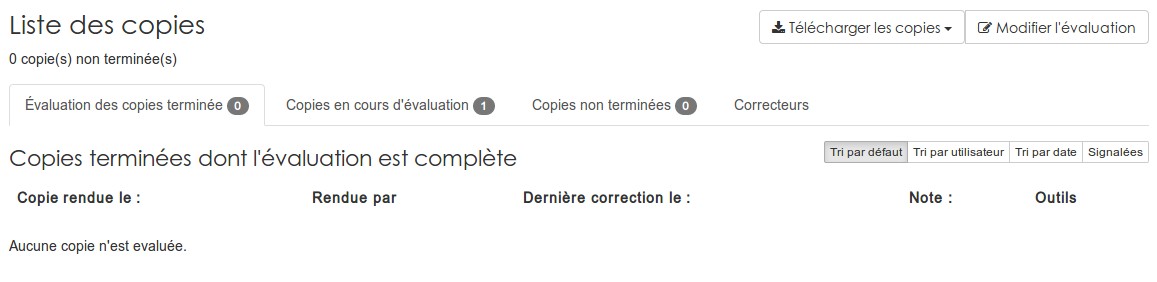 Liste des copies
Télécharger les copies
Modifier l'évaluation
0 copie(s) non terminée(s)
Évaluation des copies terminée 0
Copies en cours d'évaluation 1
Copies non terminées 0
Correcteurs
Copies terminées dont l'évaluation est complète
Tri par défaut
Tri par utilisateur
Tri par date
Signalées
Copie rendue le :
Rendue par
Dernière correction le :
Note :
Outils
Aucune copie n'est evaluée.